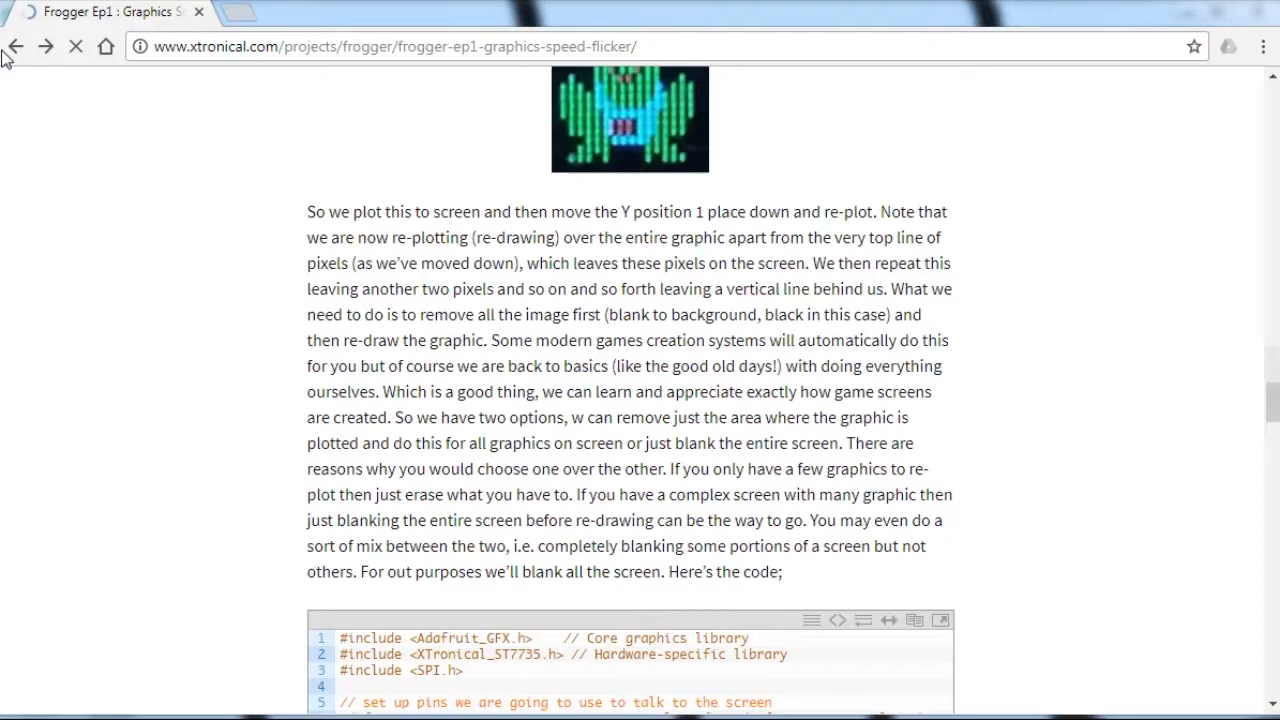 Frogger Ep1 : Graphics S
www.xtronical.com/projects/frogger/frogger-ep1-graphics-speed-flicker/
So we plot this to screen and then move the Y position 1 place down and re-plot. Note that
we are now re-plotting (re-drawing) over the entire graphic apart from the very top line of
pixels (as we've moved down), which leaves these pixels on the screen. We then repeat this
leaving another two pixels and so on and so forth leaving a vertical line behind us. What we
need to do is to remove all the image first (blank to background, black in this case) and
then re-draw the graphic. Some modern games creation systems will automatically do this
for you but of course we are back to basics (like the good old days!) with doing everything
ourselves. Which is a good thing, we can learn and appreciate exactly how game screens
are created. So we have two options, w can remove just the area where the graphic is
plotted and do this for all graphics on screen or just blank the entire screen. There are
reasons why you would choose one over the other. If you only have a few graphics to re-
plot then just erase what you have to. If you have a complex screen with many graphic then
just blanking the entire screen before re-drawing can be the way to go. You may even do a
sort of mix between the two, i.e. completely blanking some portions of a screen but not
others. For out purposes we'll blank all the screen. Here's the code;
1 #include <Adafruit_GFX.h> // Core graphics library
2 #include <XTronical_ST7735.h> // Hardware-specific library
3 #include <SPI.h>
4
5 // set up pins we are going to use to talk to the screen